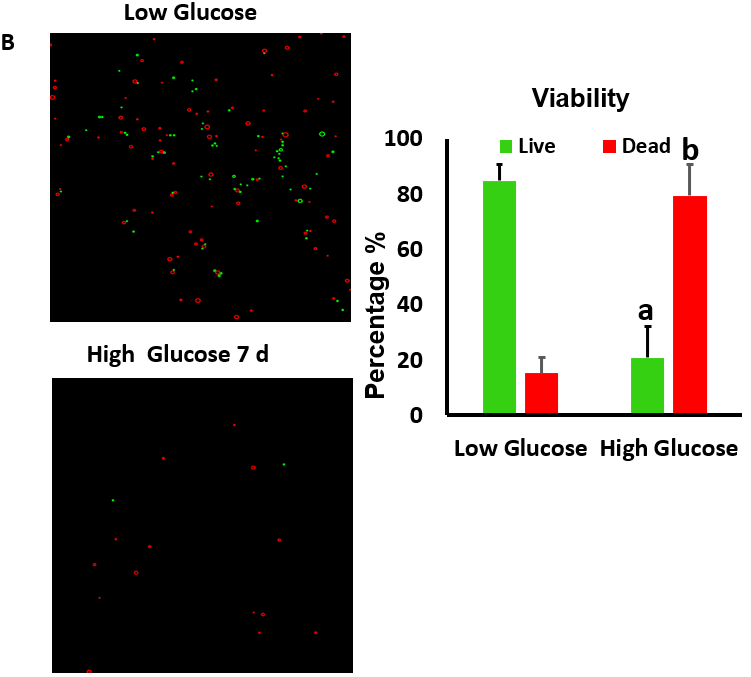 Low Glucose
B
High Glucose 7 d
Viability
Live Dead
b
a
Percentage %
100
80
60
40
20
0
Low Glucose High Glucose